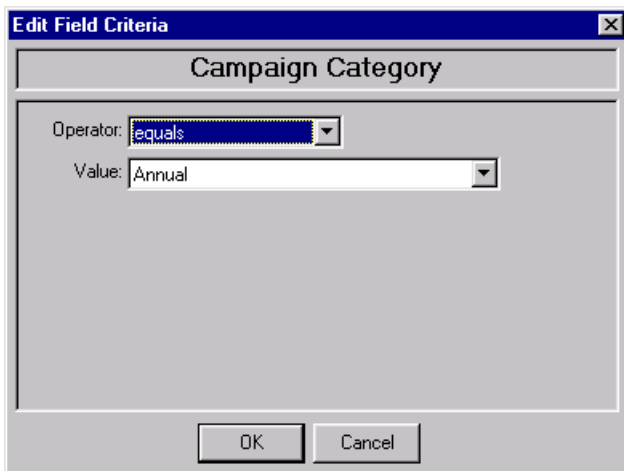 Edit Field Criteria
Campaign Category
Operator: equals
Value: Annual
OK Cancel